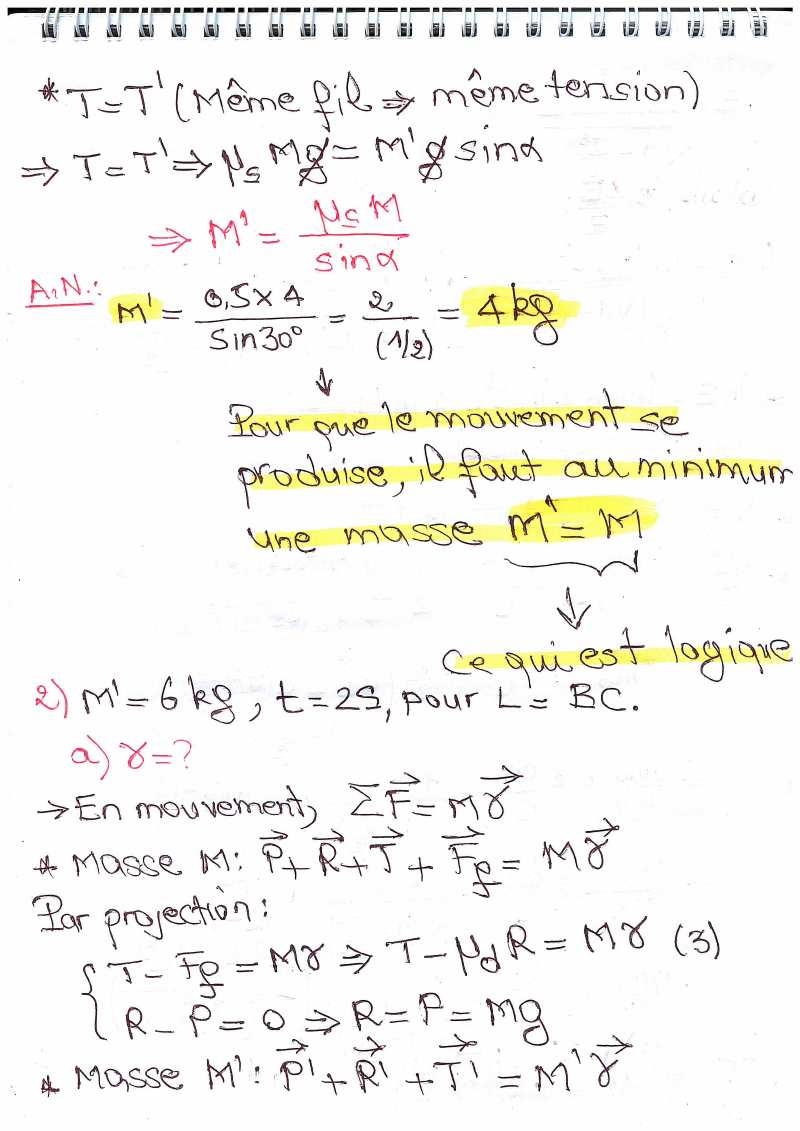 * T = T' (Même fil ⇒ même tension)
⇒ T = T' ⇒ μs Mg = M'g sinα
⇒ M' = μs M / sinα
A.N.: M' = 0,5 x 4 / Sin30° = 2 / (1/2) = 4 kg
↓
Pour que le mouvement se
produise, il faut au minimum
une masse M' = M
↓
Ce qui est logique
2) M' = 6 kg, t = 2s, pour L = BC.
a) γ = ?
→ En mouvement, ΣF⃗ = Mγ⃗
* Masse M: P⃗ + R⃗ + T⃗ + F⃗f = Mγ⃗
Par projection:
T - Ff = Mγ ⇒ T - μd R = Mγ (3)
R - P = 0 ⇒ R = P = Mg
* Masse M': P⃗' + R⃗' + T⃗' = M'γ⃗